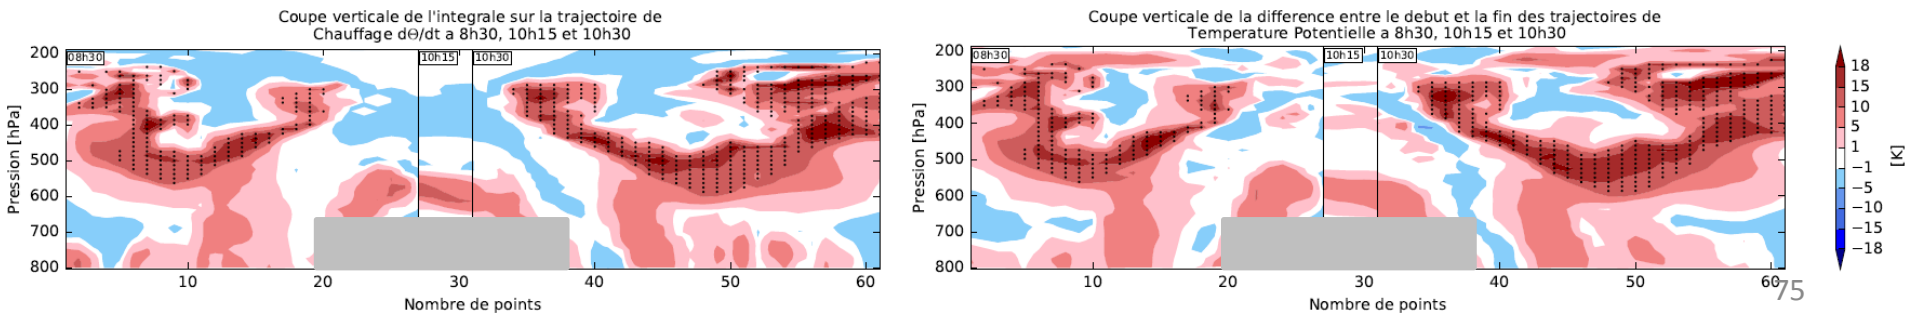 Coupe verticale de l'integrale sur la trajectoire de
Chauffage dΘ/dt a 8h30, 10h15 et 10h30
08h30
10h15
10h30
200
300
400
500
600
700
800
Pression [hPa]
10
20
30
40
50
60
Nombre de points
Coupe verticale de la difference entre le debut et la fin des trajectoires de
Temperature Potentielle a 8h30, 10h15 et 10h30
08h30
10h15
10h30
200
300
400
500
600
700
800
Pression [hPa]
10
20
30
40
50
60
Nombre de points
18
15
10
5
1
−1
−5
−10
−15
−18
[K]
75